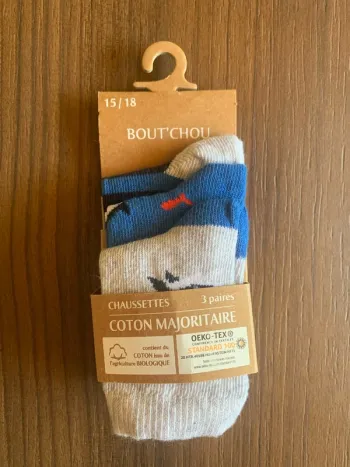 15/18
BOUT'CHOU
CHAUSSETTES
3 paires
COTON MAJORITAIRE
contient du
COTON issu de
l'agriculture BIOLOGIQUE
OEKO-TEX®
STANDARD 100